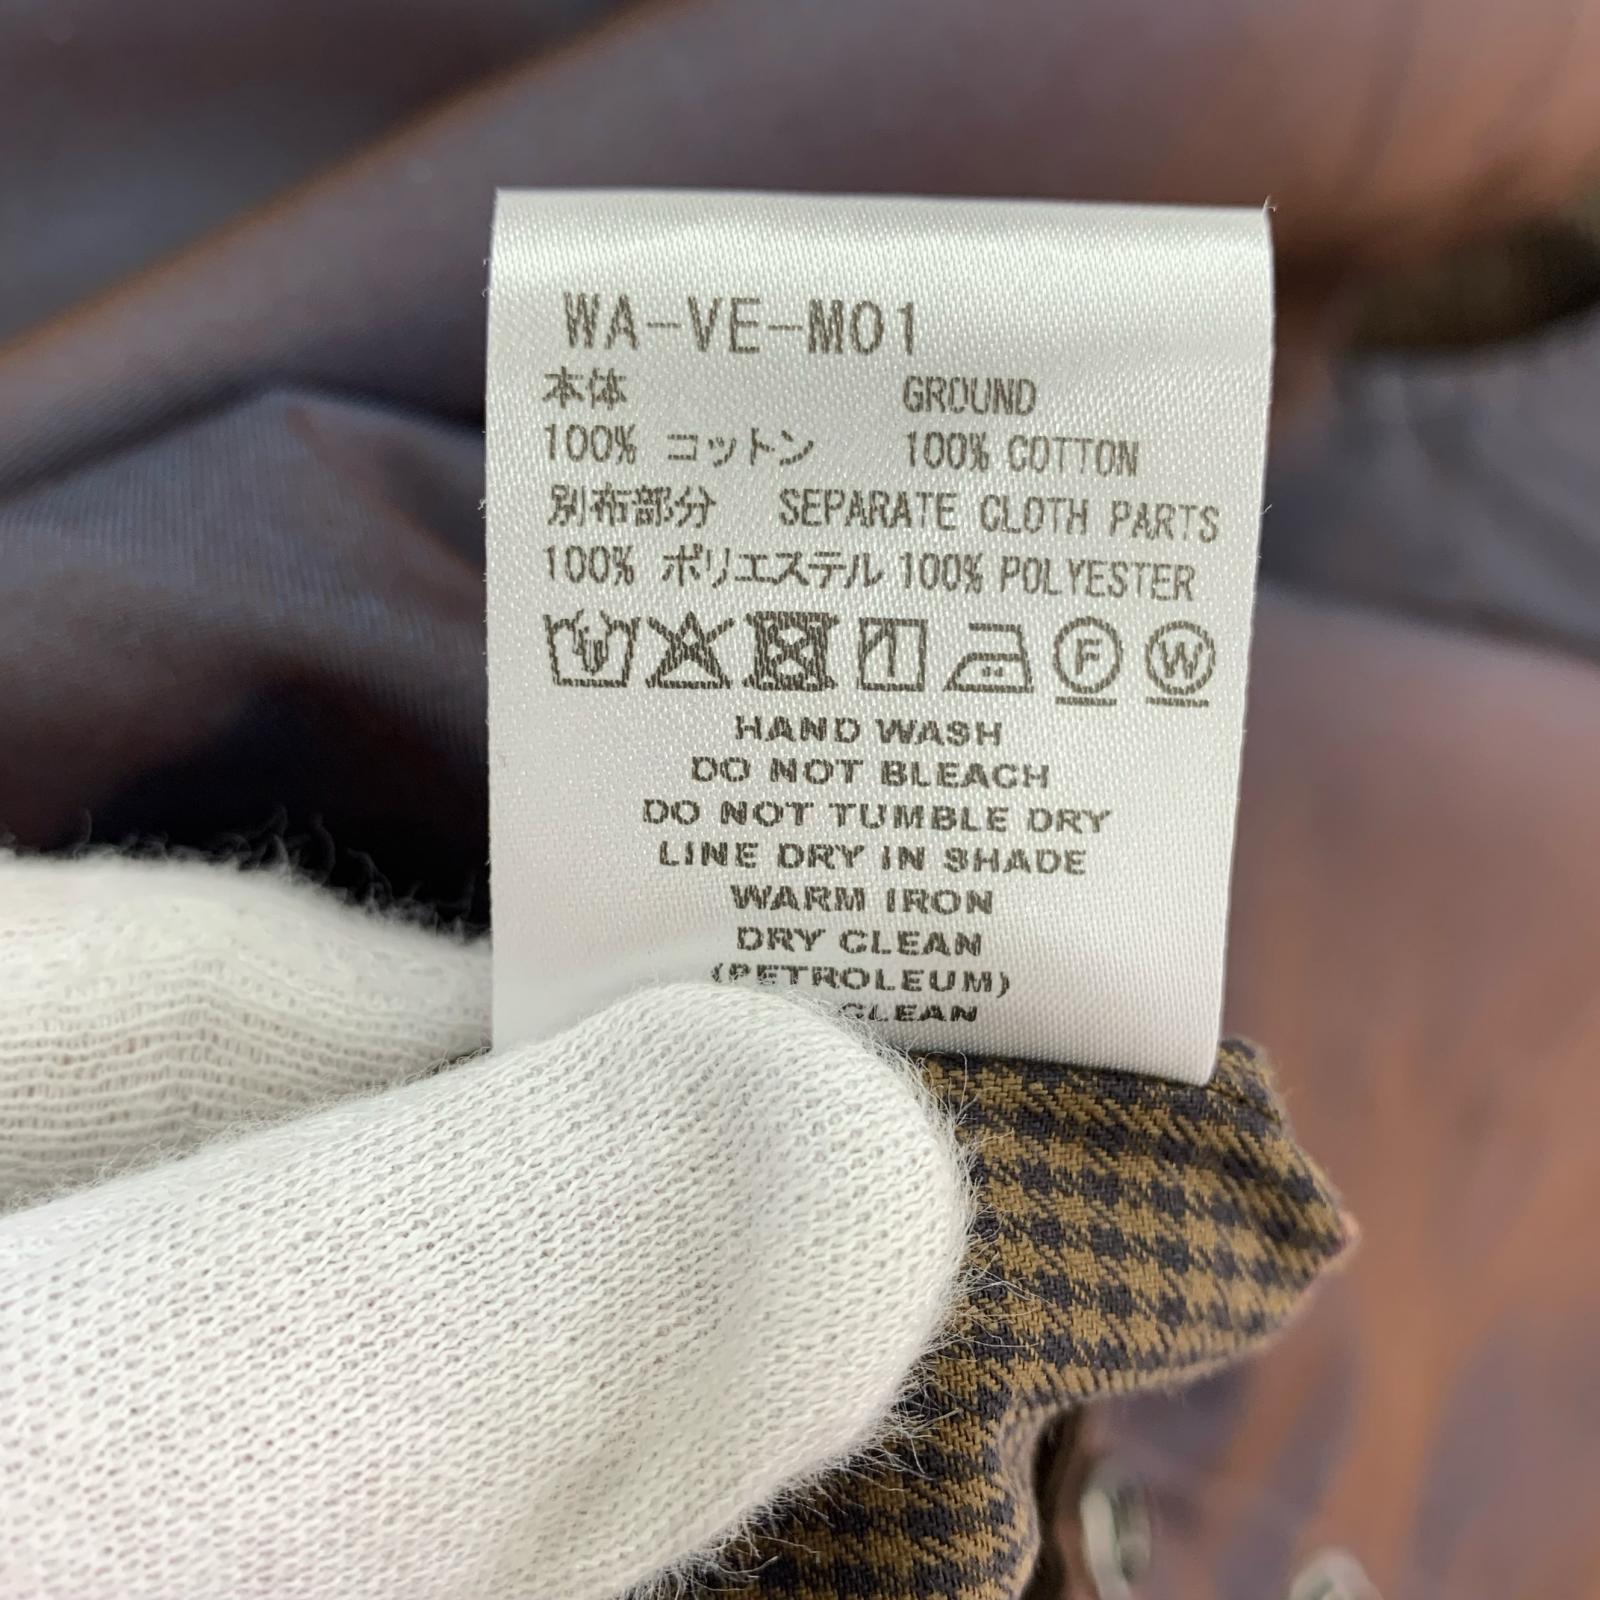 WA-VE-M01
本体 GROUND
100% コットン 100% COTTON
別布部分 SEPARATE CLOTH PARTS
100% ポリエステル 100% POLYESTER
F W
HAND WASH
DO NOT BLEACH
DO NOT TUMBLE DRY
LINE DRY IN SHADE
WARM IRON
DRY CLEAN
(PETROLEUM)
CLEAN